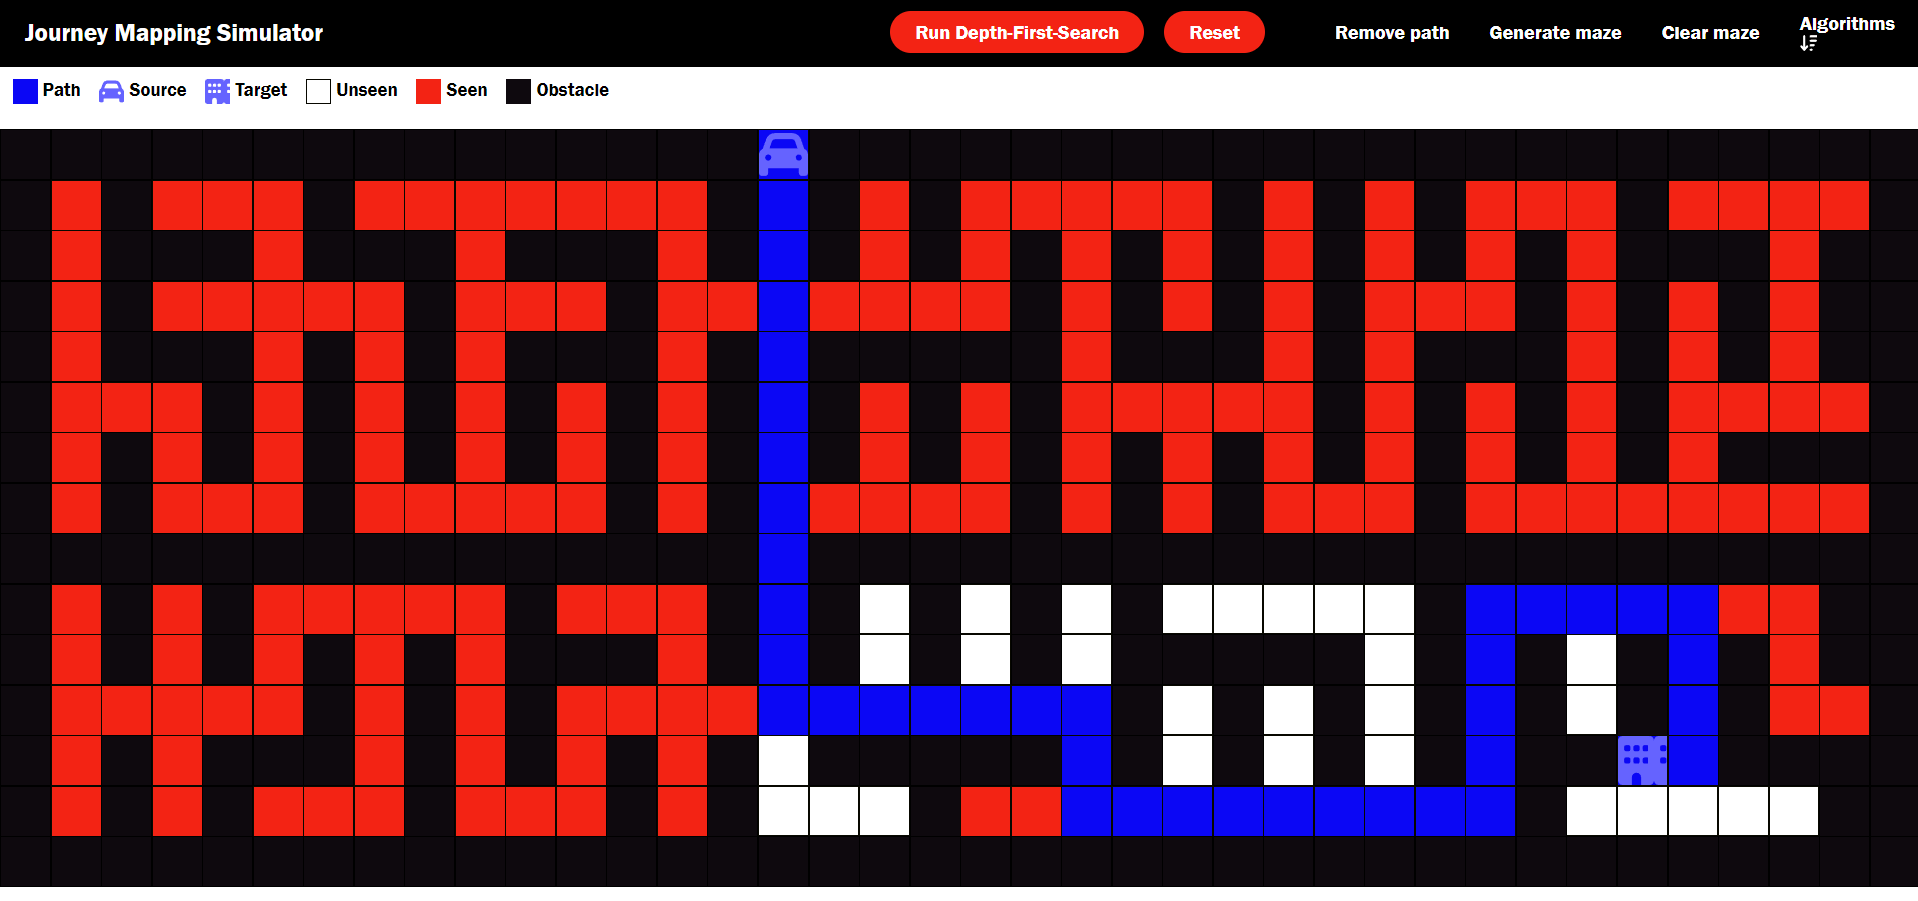 Journey Mapping Simulator
Run Depth-First-Search
Reset
Remove path
Generate maze
Clear maze
Algorithms
Path
Source
Target
Unseen
Seen
Obstacle